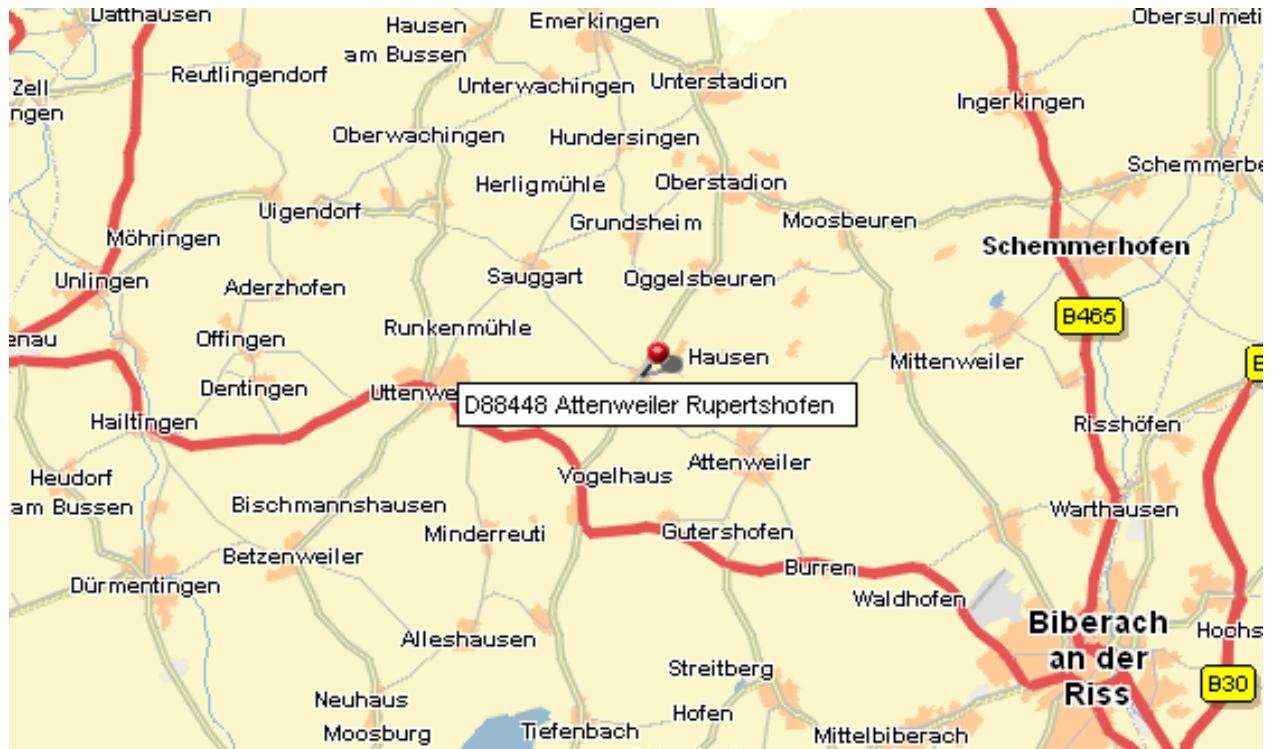 Datthausen
Hausen
am Bussen
Emerkingen
Obersulmeti
Reutlingendorf
Unterwachingen
Unterstadion
Zell
ngen
Ingerkingen
Oberwachingen
Hundersingen
Schemmerbe
Herligmühle
Oberstadion
Uigendorf
Grundsheim
Moosbeuren
Möhringen
Schemmerhofen
Unlingen
Aderzhofen
Sauggart
Oggelsbeuren
B465
enau
Offingen
Runkenmühle
Hausen
Mittenweiler
Dentingen
Uttenwe
D88448 Attenweiler Rupertshofen
Hailtingen
Risshöfen
Heudorf
am Bussen
Vogelhaus
Attenweiler
Bischmannshausen
Warthausen
Minderreuti
Gutershofen
Betzenweiler
Dürmentingen
Burren
Waldhofen
Biberach
an der
Riss
Hochs
Alleshausen
Streitberg
B30
Neuhaus
Hofen
Moosburg
Tiefenbach
Mittelbiberach